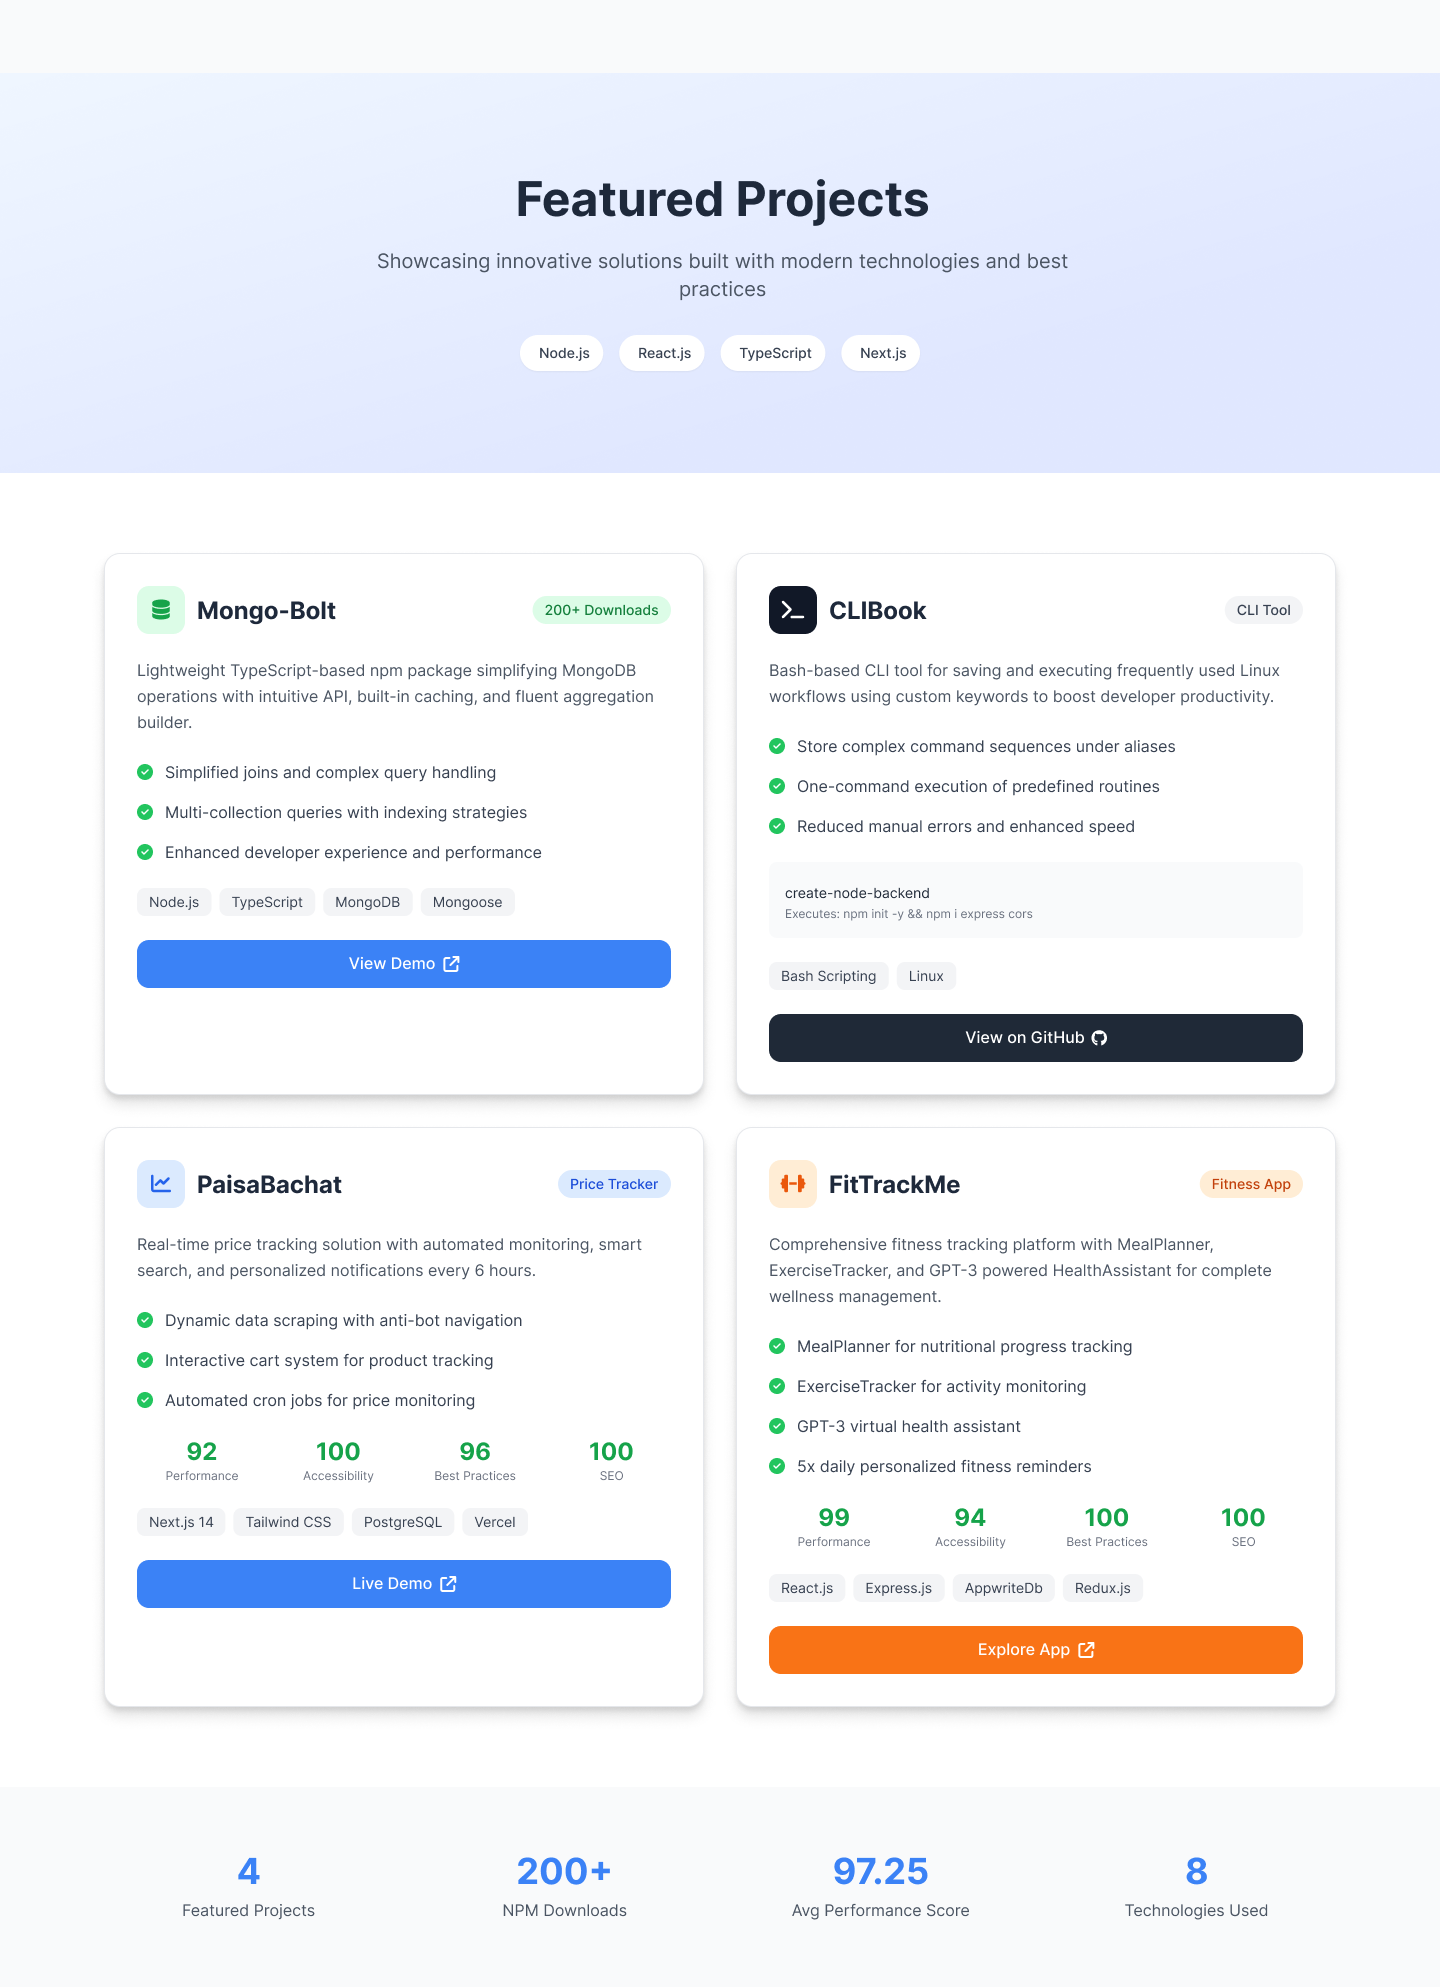 Featured Projects
Showcasing innovative solutions built with modern technologies and best
practices
Node.js React.js TypeScript Next.js
Mongo-Bolt
200+ Downloads
Lightweight TypeScript-based npm package simplifying MongoDB
operations with intuitive API, built-in caching, and fluent aggregation
builder.
Simplified joins and complex query handling
Multi-collection queries with indexing strategies
Enhanced developer experience and performance
Node.js TypeScript MongoDB Mongoose
View Demo
CLIBook
CLI Tool
Bash-based CLI tool for saving and executing frequently used Linux
workflows using custom keywords to boost developer productivity.
Store complex command sequences under aliases
One-command execution of predefined routines
Reduced manual errors and enhanced speed
create-node-backend
Executes: npm init -y && npm i express cors
Bash Scripting Linux
View on GitHub
PaisaBachat
Price Tracker
Real-time price tracking solution with automated monitoring, smart
search, and personalized notifications every 6 hours.
Dynamic data scraping with anti-bot navigation
Interactive cart system for product tracking
Automated cron jobs for price monitoring
92 100 96 100
Performance Accessibility Best Practices SEO
Next.js 14 Tailwind CSS PostgreSQL Vercel
Live Demo
FitTrackMe
Fitness App
Comprehensive fitness tracking platform with MealPlanner,
ExerciseTracker, and GPT-3 powered HealthAssistant for complete
wellness management.
MealPlanner for nutritional progress tracking
ExerciseTracker for activity monitoring
GPT-3 virtual health assistant
5x daily personalized fitness reminders
99 94 100 100
Performance Accessibility Best Practices SEO
React.js Express.js AppwriteDb Redux.js
Explore App
4 200+ 97.25 8
Featured Projects NPM Downloads Avg Performance Score Technologies Used